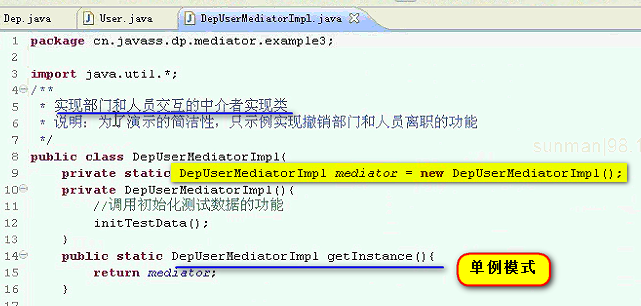 Dep.java User.java DepUserMediatorImpl.java
1 package cn.javass.dp.mediator.example3;
2
3 import java.util.*;
4 /**
5 * 实现部门和人员交互的中介者实现类
6 * 说明：为了演示的简洁性，只示例实现撤销部门和人员离职的功能
7 */
8 public class DepUserMediatorImpl{
9 private static DepUserMediatorImpl mediator = new DepUserMediatorImpl();
10 private DepUserMediatorImpl(){
11 //调用初始化测试数据的功能
12 initTestData();
13 }
14 public static DepUserMediatorImpl getInstance(){
15 return mediator;
16 }
单例模式